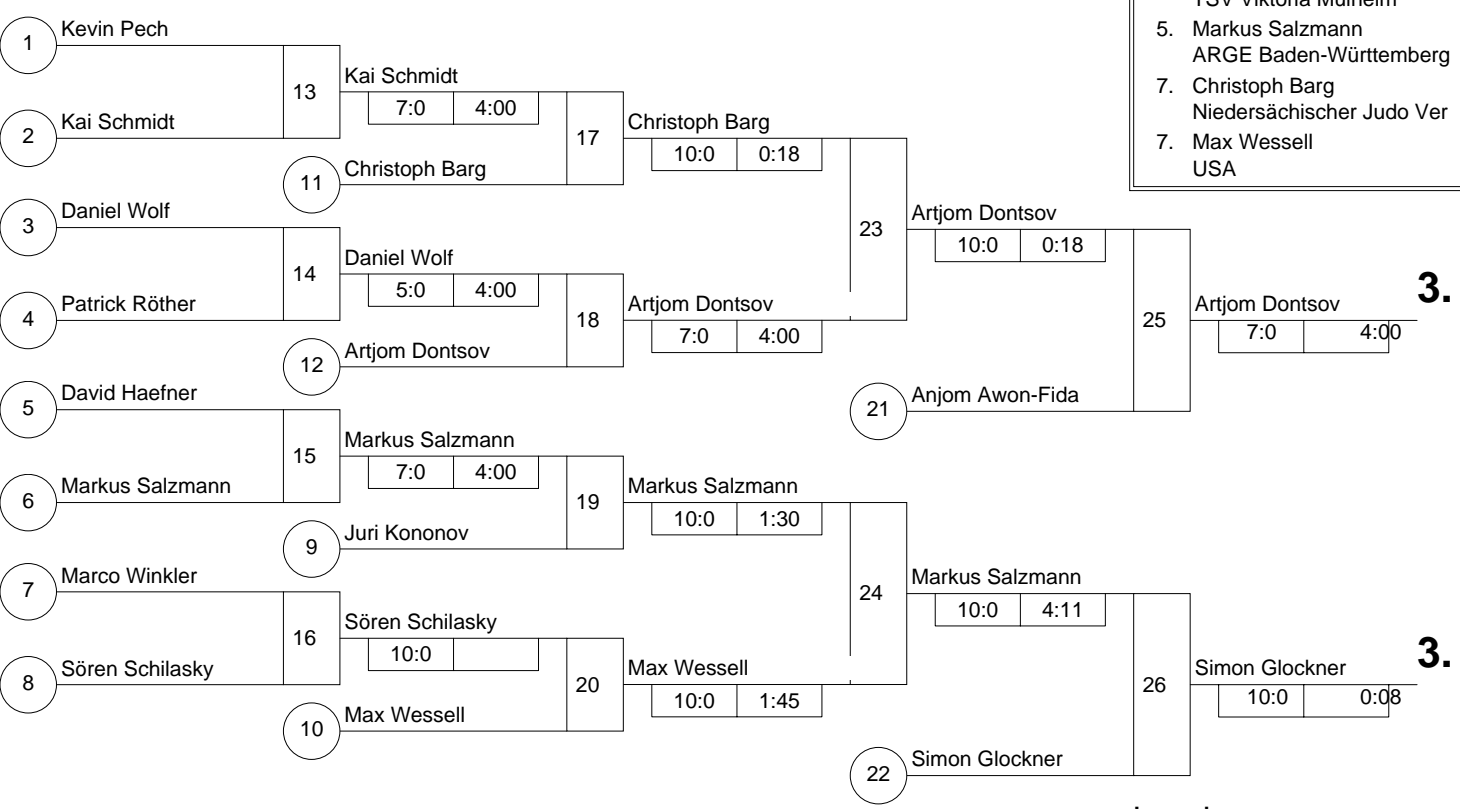 TSV Viktoria Mülheim
5. Markus Salzmann
ARGE Baden-Württemberg
7. Christoph Barg
Niedersächischer Judo Ver
7. Max Wessell
USA
1 Kevin Pech
13
Kai Schmidt
7:0 4:00
2 Kai Schmidt
17
Christoph Barg
10:0 0:18
11 Christoph Barg
3 Daniel Wolf
23
Artjom Dontsov
10:0 0:18
14
Daniel Wolf
5:0 4:00
4 Patrick Röther
18
Artjom Dontsov
7:0 4:00
25
Artjom Dontsov
3.
7:0 4:00
12 Artjom Dontsov
5 David Haefner
21 Anjom Awon-Fida
15
Markus Salzmann
7:0 4:00
6 Markus Salzmann
19
Markus Salzmann
10:0 1:30
9 Juri Kononov
7 Marco Winkler
24
Markus Salzmann
10:0 4:11
16
Sören Schilasky
10:0
8 Sören Schilasky
20
Max Wessell
10:0 1:45
26
Simon Glockner
3.
10:0 0:08
10 Max Wessell
22 Simon Glockner